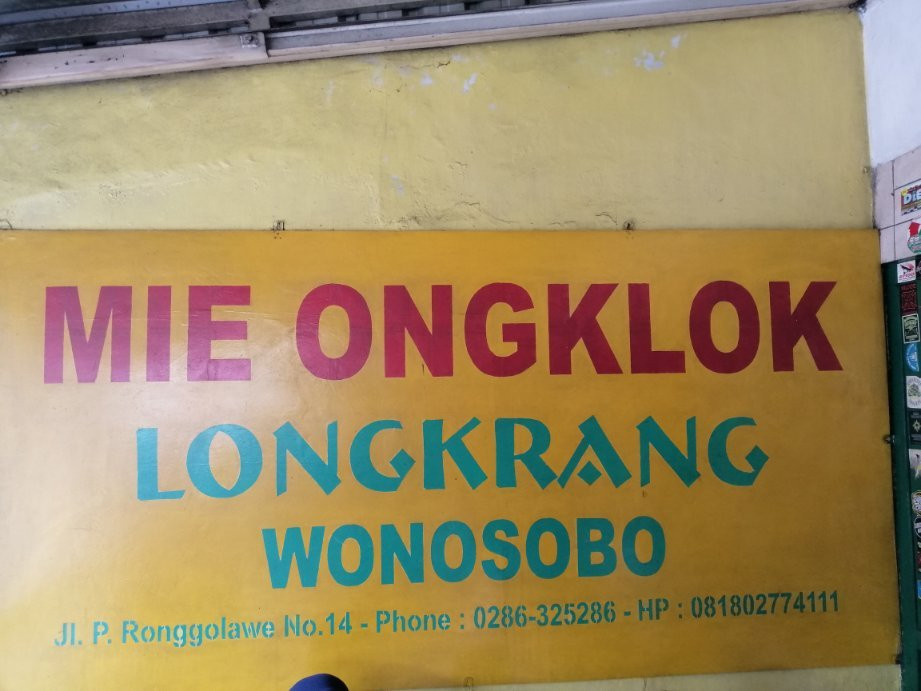 MIE ONGKLOK
LONGKRANG
WONOSOBO
Jl. P. Ronggolawe No.14 - Phone : 0286-325286 - HP : 081802774111